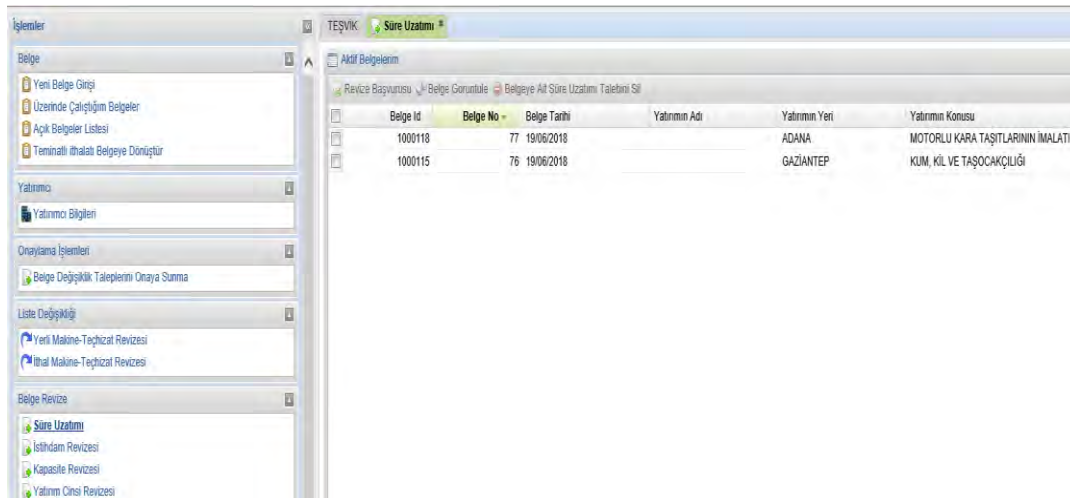 İşlemler
Belge
Yeni Belge Girişi
Üzerinde Çalıştığım Belgeler
Açık Belgeler Listesi
Teminatlı ithalatı Belgeye Dönüştür
Yatırımcı
Yatırımcı Bilgileri
Onaylama İşlemleri
Belge Değişiklik Taleplerini Onaya Sunma
Liste Değişikliği
Yerli Makine-Teçhizat Revizesi
İthal Makine-Teçhizat Revizesi
Belge Revize
Süre Uzatımı
İstihdam Revizesi
Kapasite Revizesi
Yatırım Cinsi Revizesi
TEŞVIK Süre Uzatımı
Aktif Belgelerim
Revize Başvurusu Belge Goruntule Belgeye Ait Süre Uzatımı Talebini Sil
Belge Id Belge No Belge Tarihi Yatırımın Adı Yatırımın Yeri Yatırımın Konusu
1000118 77 19/06/2018 ADANA MOTORLU KARA TAŞITLARININ İMALATI
1000115 76 19/06/2018 GAZİANTEP KUM, KİL VE TAŞOCAKÇILIĞI